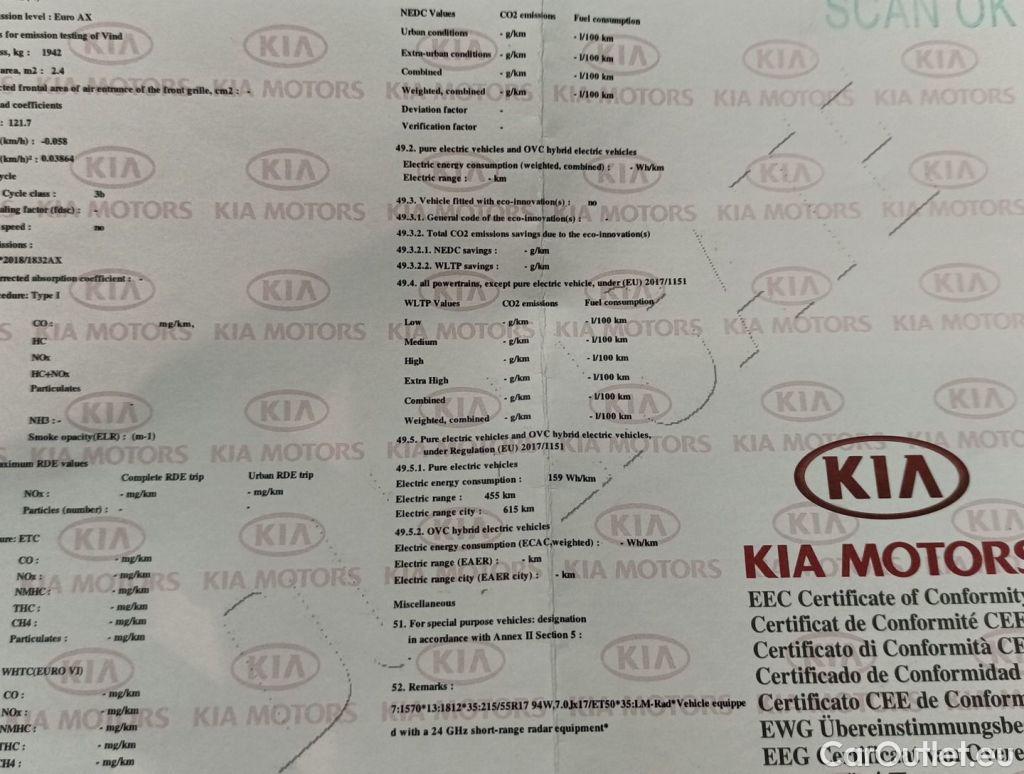 SCAN OK
ssion level : Euro AX
s for emission testing of Vind
ss, kg : 1942
area, m2 : 2.4
cted frontal area of air entrance of the front grille, cm2 : -
ad coefficients
: 121.7
(km/h) : -0.058
(km/h)² : 0.03864
ycle
Cycle class : 3b
aling factor (fdsc) : -
speed : no
issions :
*2018/1832AX
rrected absorption coefficient : -
edure: Type I
CO : mg/km,
HC
NOx
HC+NOx
Particulates
NH3 : -
Smoke opacity(ELR) : (m-1)
aximum RDE values
Complete RDE trip Urban RDE trip
NOx : - mg/km - mg/km
Particles (number) : - -
ure: ETC
CO : - mg/km
NOx : - mg/km
NMHC : - mg/km
THC : - mg/km
CH4 : - mg/km
Particulates : - mg/km
WHTC(EURO VI)
CO : - mg/km
NOx : - mg/km
NMHC : - mg/km
THC : - mg/km
CH4 : - mg/km
NEDC Values CO2 emissions Fuel consumption
Urban conditions - g/km - l/100 km
Extra-urban conditions - g/km - l/100 km
Combined - g/km - l/100 km
Weighted, combined - g/km - l/100 km
Deviation factor -
Verification factor -
49.2. pure electric vehicles and OVC hybrid electric vehicles
Electric energy consumption (weighted, combined) : - Wh/km
Electric range : - km
49.3. Vehicle fitted with eco-innovation(s) : no
49.3.1. General code of the eco-innovation(s) : -
49.3.2. Total CO2 emissions savings due to the eco-innovation(s)
49.3.2.1. NEDC savings : - g/km
49.3.2.2. WLTP savings : - g/km
49.4. all powertrains, except pure electric vehicle, under (EU) 2017/1151
WLTP Values CO2 emissions Fuel consumption
Low - g/km - l/100 km
Medium - g/km - l/100 km
High - g/km - l/100 km
Extra High - g/km - l/100 km
Combined - g/km - l/100 km
Weighted, combined - g/km - l/100 km
49.5. Pure electric vehicles and OVC hybrid electric vehicles,
under Regulation (EU) 2017/1151
49.5.1. Pure electric vehicles
Electric energy consumption : 159 Wh/km
Electric range : 455 km
Electric range city : 615 km
49.5.2. OVC hybrid electric vehicles
Electric energy consumption (ECAC,weighted) : - Wh/km
Electric range (EAER) : - km
Electric range city (EAER city) : - km
Miscellaneous
51. For special purpose vehicles: designation
in accordance with Annex II Section 5 :
52. Remarks :
7:1570*13:1812*35:215/55R17 94W,7.0Jx17/ET50*35:LM-Rad*Vehicle equippe
d with a 24 GHz short-range radar equipment*
KIA
KIA MOTORS
EEC Certificate of Conformity
Certificat de Conformité CEE
Certificato di Conformità CE
Certificado de Conformidad
Certificato CEE de Conform
EWG Übereinstimmungsbe
EEG Certificaat van Overe
CarOutlet.eu